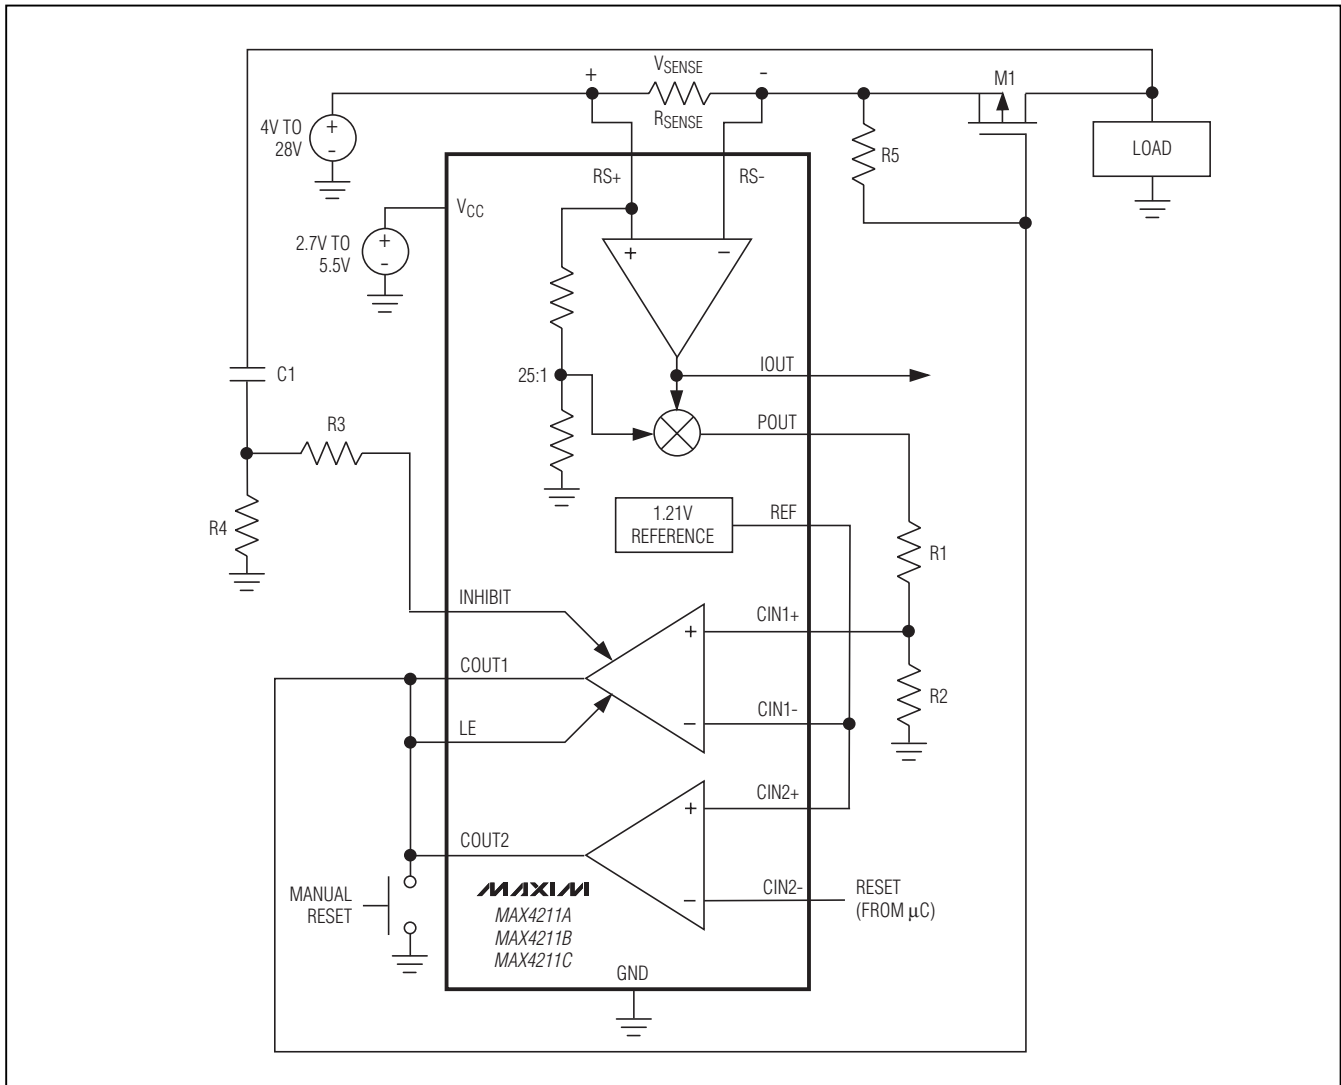 VSENSE
+
-
M1
RSENSE
4V TO
28V
+
-
R5
LOAD
RS+
RS-
VCC
2.7V TO
5.5V
+
-
+
−
25:1
IOUT
C1
R3
POUT
R4
1.21V
REFERENCE
REF
R1
INHIBIT
CIN1+
+
COUT1
R2
CIN1-
−
LE
CIN2+
+
COUT2
MANUAL
RESET
MAXIM
MAX4211A
MAX4211B
MAX4211C
CIN2-
−
RESET
(FROM µC)
GND